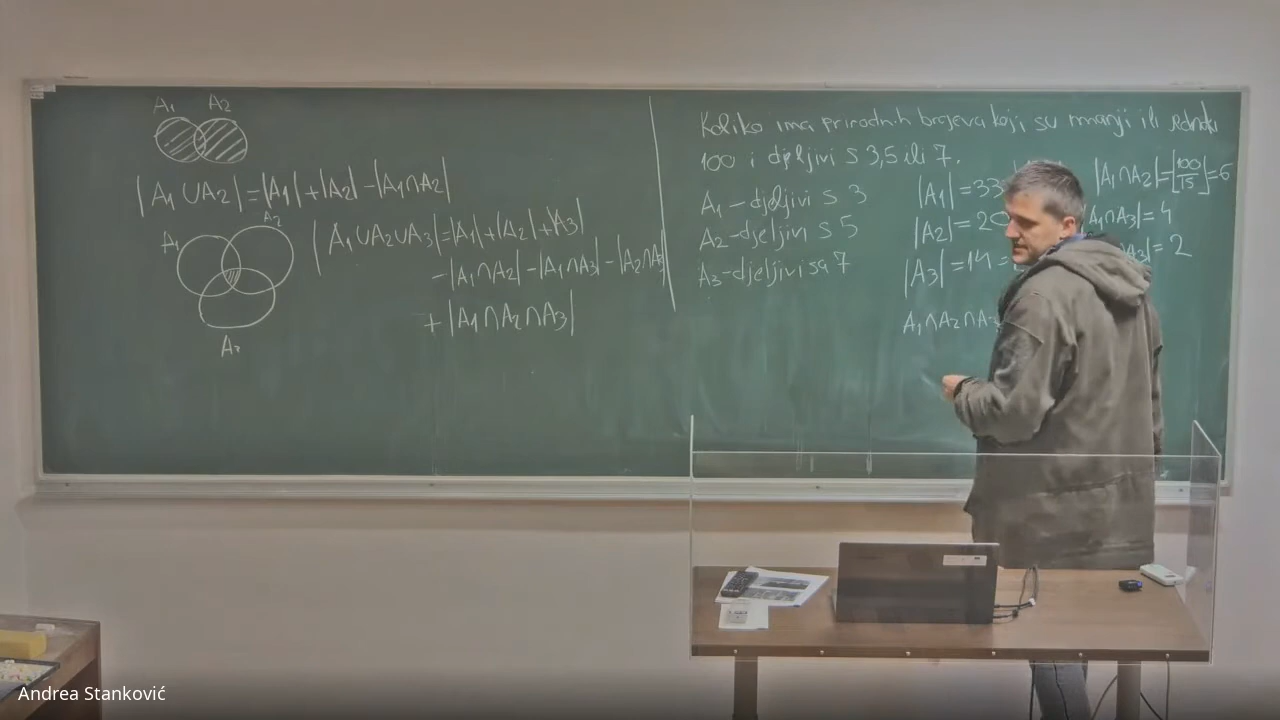 A₁ A₂
|A₁ ∪ A₂| = |A₁| + |A₂| - |A₁ ∩ A₂|
A₁ A₂
A₃
|A₁ ∪ A₂ ∪ A₃| = |A₁| + |A₂| + |A₃|
- |A₁ ∩ A₂| - |A₁ ∩ A₃| - |A₂ ∩ A₃|
+ |A₁ ∩ A₂ ∩ A₃|
Koliko ima prirodnih brojeva koji su manji ili jednaki
100 i djeljivi s 3,5 ili 7.
A₁ - djeljivi s 3
A₂ - djeljivi s 5
A₃ - djeljivi sa 7
|A₁| = 33
|A₂| = 20
|A₃| = 14 =
A₁ ∩ A₂ ∩ A₃
|A₁ ∩ A₂| = [100/15] = 6
A₁ ∩ A₃| = 4
A₃| = 2
Andrea Stanković